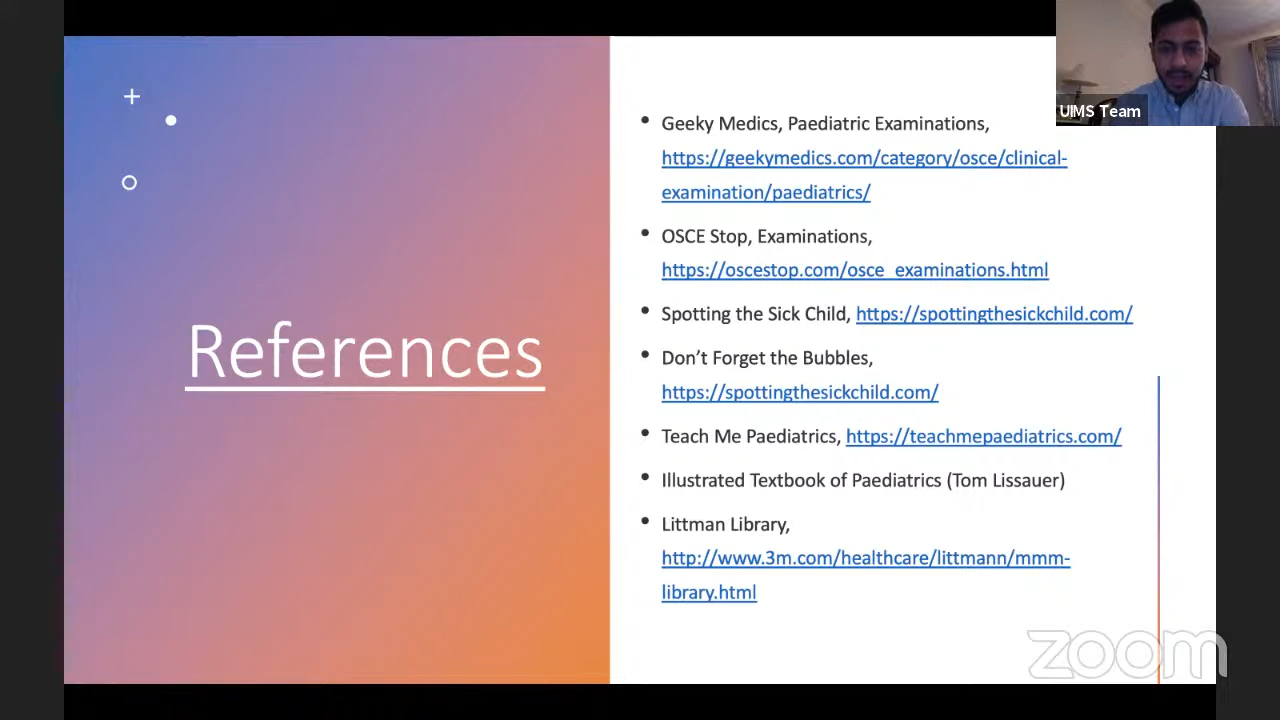 UIMS Team
References
• Geeky Medics, Paediatric Examinations,
https://geekymedics.com/category/osce/clinical-
examination/paediatrics/
• OSCE Stop, Examinations,
https://oscestop.com/osce_examinations.html
• Spotting the Sick Child, https://spottingthesickchild.com/
• Don’t Forget the Bubbles,
https://spottingthesickchild.com/
• Teach Me Paediatrics, https://teachmepaediatrics.com/
• Illustrated Textbook of Paediatrics (Tom Lissauer)
• Littman Library,
http://www.3m.com/healthcare/littmann/mmm-
library.html
zoom